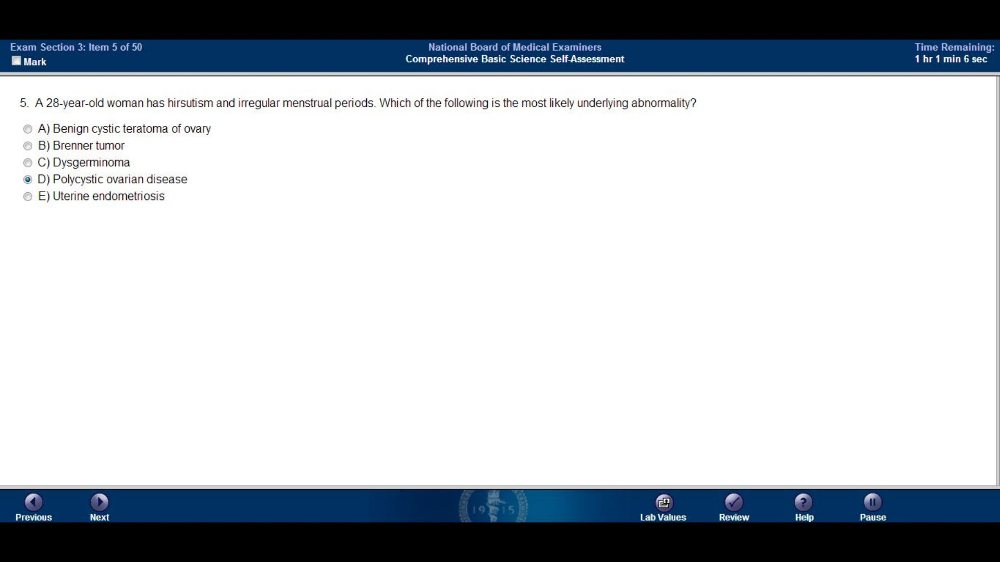 Exam Section 3: Item 5 of 50
Mark
National Board of Medical Examiners
Comprehensive Basic Science Self-Assessment
Time Remaining:
1 hr 1 min 6 sec
5. A 28-year-old woman has hirsutism and irregular menstrual periods. Which of the following is the most likely underlying abnormality?
A) Benign cystic teratoma of ovary
B) Brenner tumor
C) Dysgerminoma
D) Polycystic ovarian disease
E) Uterine endometriosis
1915
Previous
Next
Lab Values
Review
Help
Pause